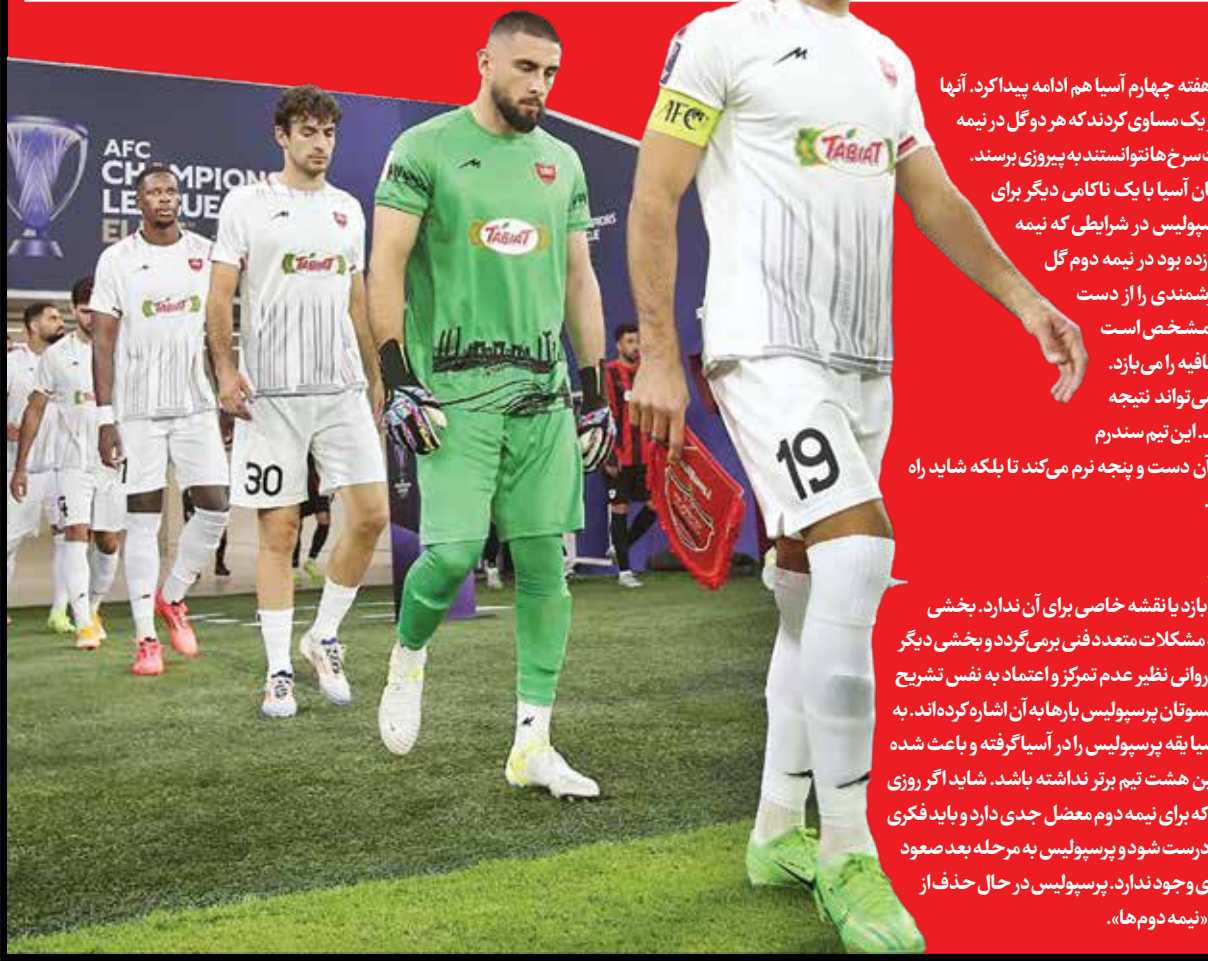 هفته چهارم آسیا هم ادامه پیدا کرد. آنها
یک مساوی کردند که هر دو گل در نیمه
سرخ‌ها نتوانستند به پیروزی برسند.
آسیا با یک ناکامی دیگر برای
در شرایطی که نیمه
زده بود در نیمه دوم گل
را از دست
مشخص است
را می‌بازد.
می‌تواند نتیجه
این تیم سندرم
آن دست و پنجه نرم می‌کند تا بلکه شاید راه
بازد یا نقشه خاصی برای آن ندارد. بخشی
مشکلات متعدد فنی برمی‌گردد و بخشی دیگر
روانی نظیر عدم تمرکز و اعتماد به نفس تشریح
پرسپولیس بارها به آن اشاره کرده‌اند. به
یقه پرسپولیس را در آسیا گرفته و باعث شده
هشت تیم برتر نداشته باشد. شاید اگر روزی
که برای نیمه دوم معضل جدی دارد و باید فکری
درست شود و پرسپولیس به مرحله بعد صعود
وجود ندارد. پرسپولیس در حال حذف از
«نیمه دوم‌ها».
AFC
CHAMPIONS
LEAGUE
AFC
TABIAT
TABIAT
TABIAT
TABIAT
30
19